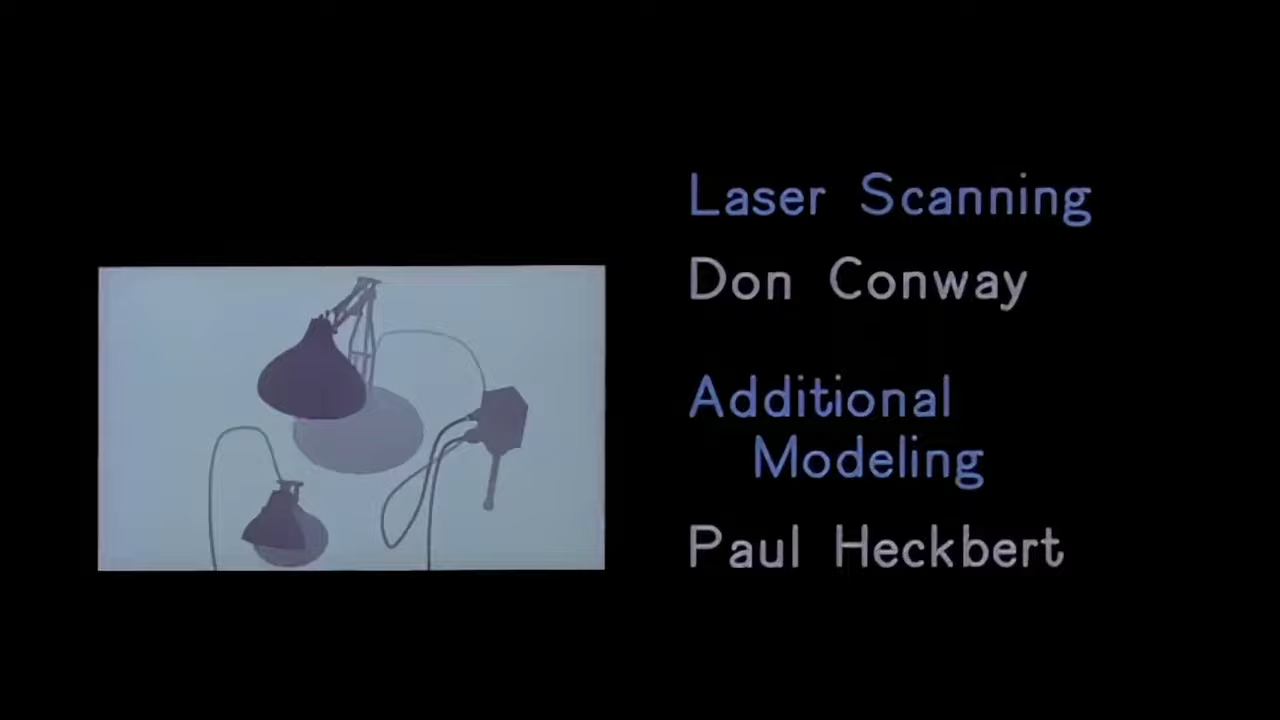 Laser Scanning
Don Conway
Additional
Modeling
Paul Heckbert